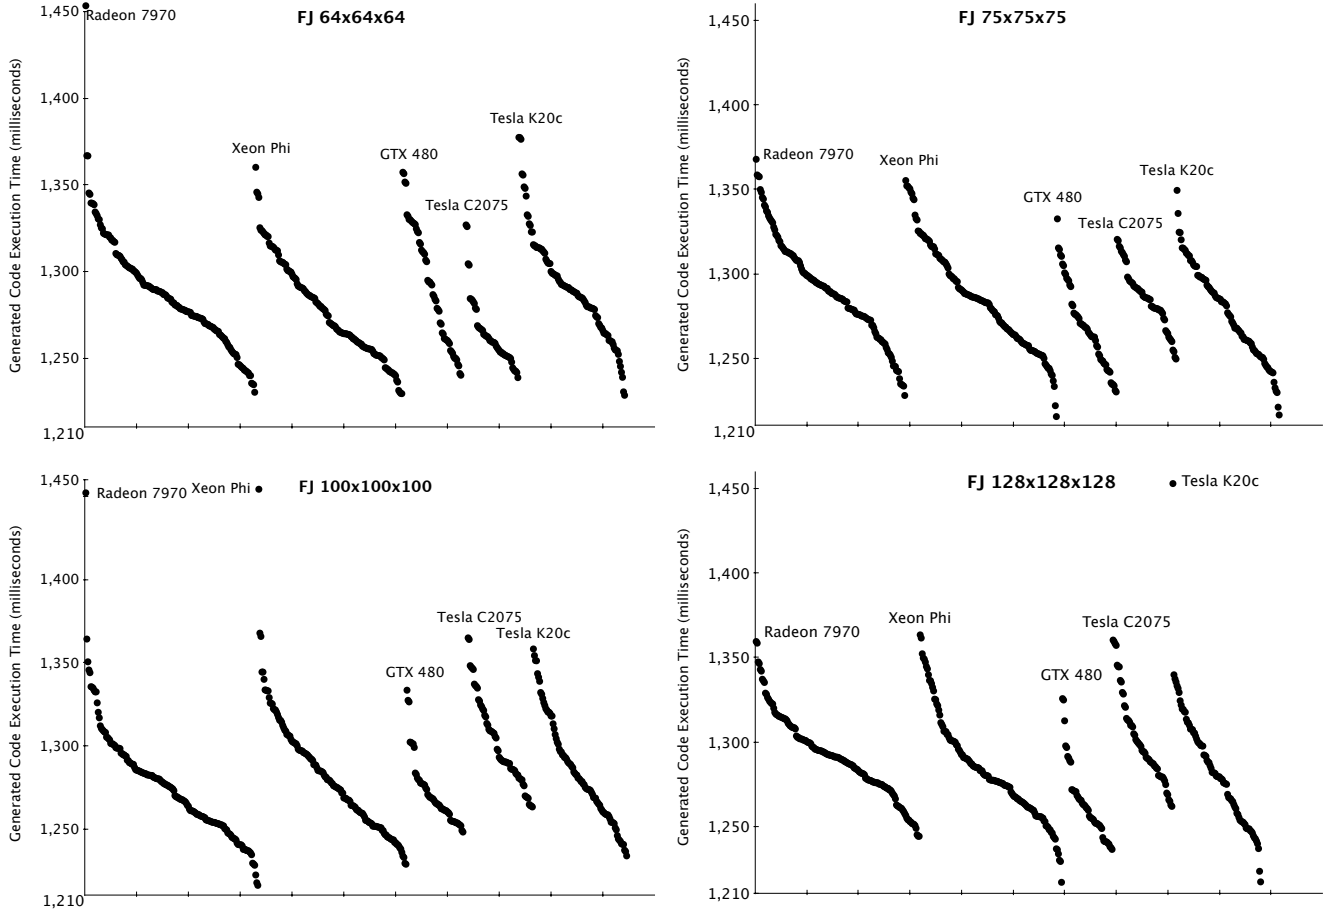 FJ 64x64x64
Generated Code Execution Time (milliseconds)
1,450
1,400
1,350
1,300
1,250
1,210
Radeon 7970
Xeon Phi
GTX 480
Tesla C2075
Tesla K20c
FJ 75x75x75
Generated Code Execution Time (milliseconds)
1,450
1,400
1,350
1,300
1,250
1,210
Radeon 7970
Xeon Phi
GTX 480
Tesla C2075
Tesla K20c
FJ 100x100x100
Generated Code Execution Time (milliseconds)
1,450
1,400
1,350
1,300
1,250
1,210
Radeon 7970
Xeon Phi
GTX 480
Tesla C2075
Tesla K20c
FJ 128x128x128
Generated Code Execution Time (milliseconds)
1,450
1,400
1,350
1,300
1,250
1,210
Radeon 7970
Xeon Phi
GTX 480
Tesla C2075
Tesla K20c